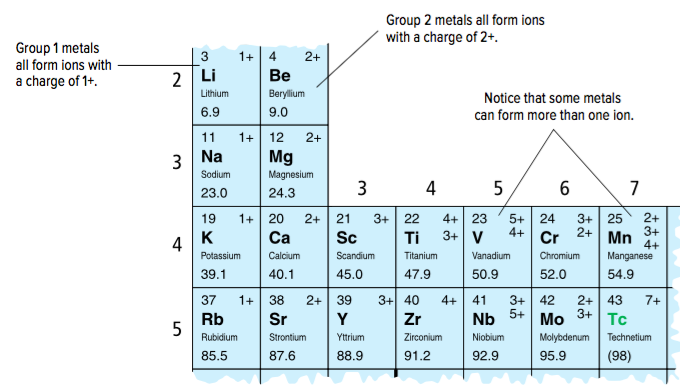 Group 2 metals all form ions
with a charge of 2+.
Group 1 metals
all form ions with
a charge of 1+.
Notice that some metals
can form more than one ion.
2
3 1+ 4 2+
Li Be
Lithium Beryllium
6.9 9.0
3
11 1+ 12 2+
Na Mg
Sodium Magnesium
23.0 24.3
3 4 5 6 7
4
19 1+ 20 2+ 21 3+ 22 4+ 23 5+ 24 3+ 25 2+
K Ca Sc Ti 3+ V 4+ Cr 2+ Mn 3+ 4+
Potassium Calcium Scandium Titanium Vanadium Chromium Manganese
39.1 40.1 45.0 47.9 50.9 52.0 54.9
5
37 1+ 38 2+ 39 3+ 40 4+ 41 3+ 42 2+ 43 7+
Rb Sr Y Zr Nb 5+ Mo 3+ Tc
Rubidium Strontium Yttrium Zirconium Niobium Molybdenum Technetium
85.5 87.6 88.9 91.2 92.9 95.9 (98)